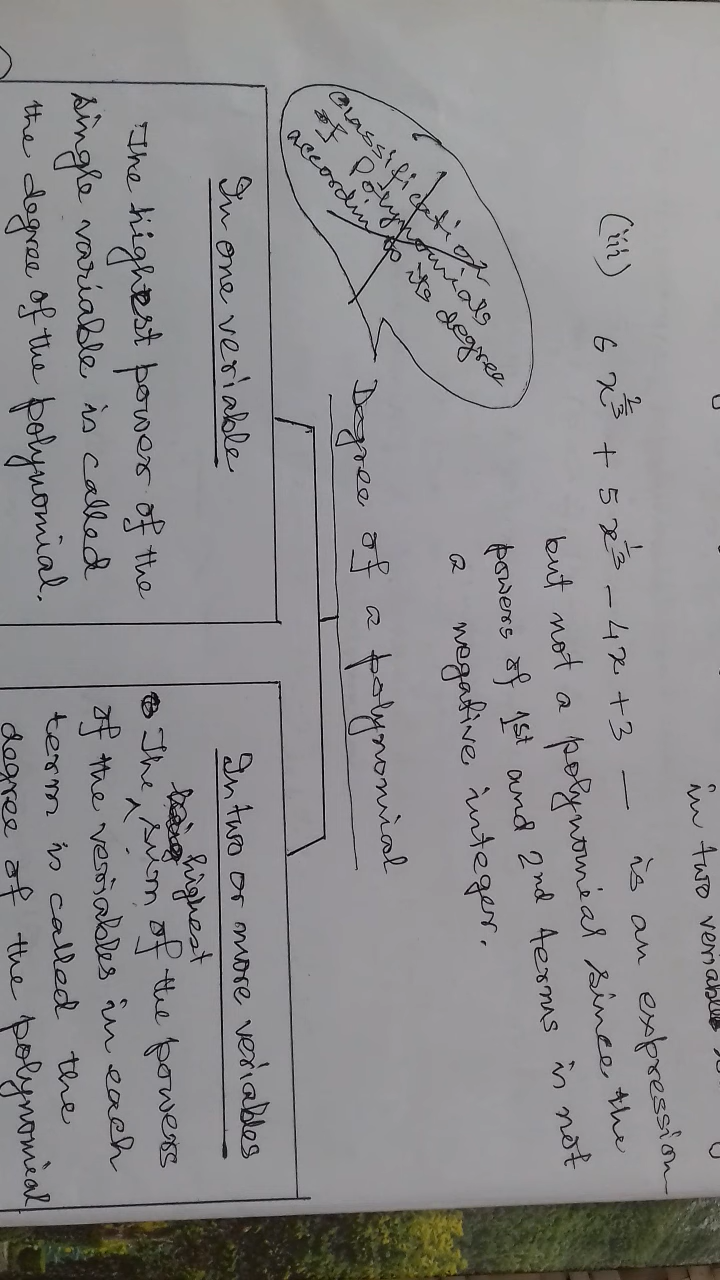 in two veriables
(iii) 6x^2/3 + 5x^1/3 - 4x + 3 — is an expression
but not a polynomial since the
powers of 1st and 2nd terms is not
a negative integer.
Classification
of Polynomials
according to its degree
Degree of a polynomial
In one veriable
The highest power of the
single variable is called
the degree of the polynomial.
In two or more veriables
highest
The ^ sum of the powers
of the veriables in each
term is called the
degree of the polynomial